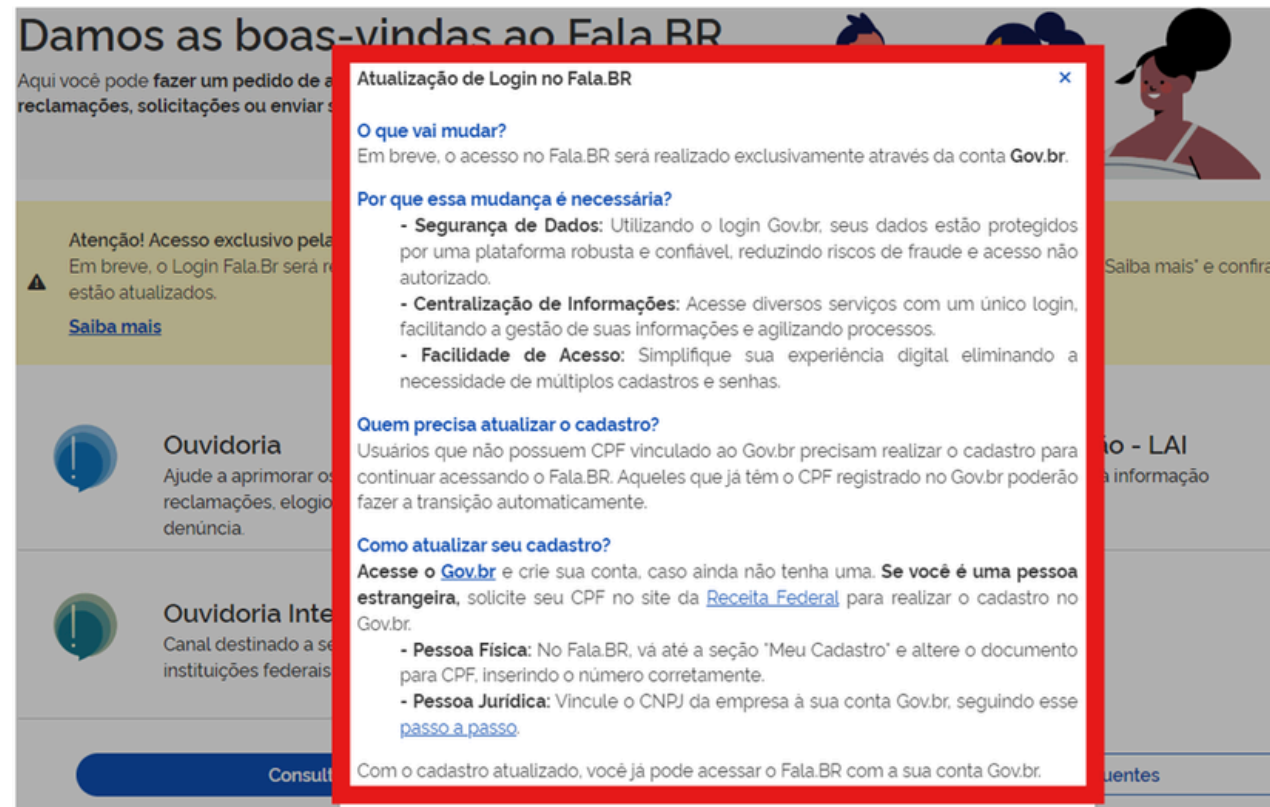 Damos as boas-vindas ao Fala.BR
Aqui você pode fazer um pedido de a
reclamações, solicitações ou enviar s
Atualização de Login no Fala.BR ×
O que vai mudar?
Em breve, o acesso no Fala.BR será realizado exclusivamente através da conta Gov.br.
Por que essa mudança é necessária?
- Segurança de Dados: Utilizando o login Gov.br, seus dados estão protegidos
por uma plataforma robusta e confiável, reduzindo riscos de fraude e acesso não
autorizado.
- Centralização de Informações: Acesse diversos serviços com um único login,
facilitando a gestão de suas informações e agilizando processos.
- Facilidade de Acesso: Simplifique sua experiência digital eliminando a
necessidade de múltiplos cadastros e senhas.
Quem precisa atualizar o cadastro?
Usuários que não possuem CPF vinculado ao Gov.br precisam realizar o cadastro para
continuar acessando o Fala.BR. Aqueles que já têm o CPF registrado no Gov.br poderão
fazer a transição automaticamente.
Como atualizar seu cadastro?
Acesse o Gov.br e crie sua conta, caso ainda não tenha uma. Se você é uma pessoa
estrangeira, solicite seu CPF no site da Receita Federal para realizar o cadastro no
Gov.br.
- Pessoa Física: No Fala.BR, vá até a seção "Meu Cadastro" e altere o documento
para CPF, inserindo o número corretamente.
- Pessoa Jurídica: Vincule o CNPJ da empresa à sua conta Gov.br, seguindo esse
passo a passo.
Com o cadastro atualizado, você já pode acessar o Fala.BR com a sua conta Gov.br.
Atenção! Acesso exclusivo pela
Em breve, o Login Fala.Br será r
Saiba mais" e confira
estão atualizados.
Saiba mais
Ouvidoria
Ajude a aprimorar os
reclamações, elogio
denúncia.
ão - LAI
a informação
Ouvidoria Inte
Canal destinado a se
instituições federais
Consult
uentes